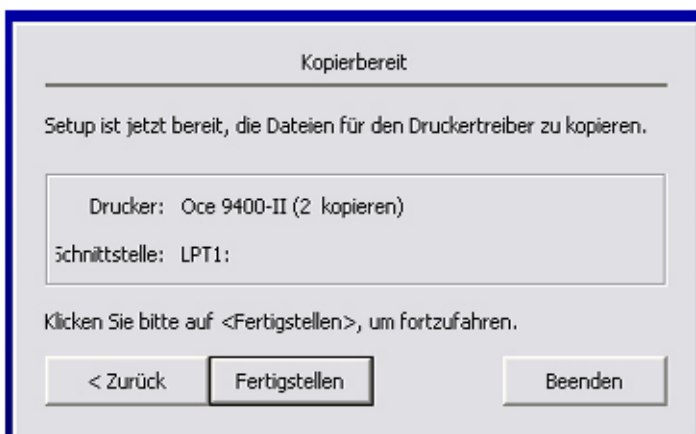 Kopierbereit
Setup ist jetzt bereit, die Dateien für den Druckertreiber zu kopieren.
Drucker: Oce 9400-II (2 kopieren)
Schnittstelle: LPT1:
Klicken Sie bitte auf <Fertigstellen>, um fortzufahren.
< Zurück Fertigstellen Beenden